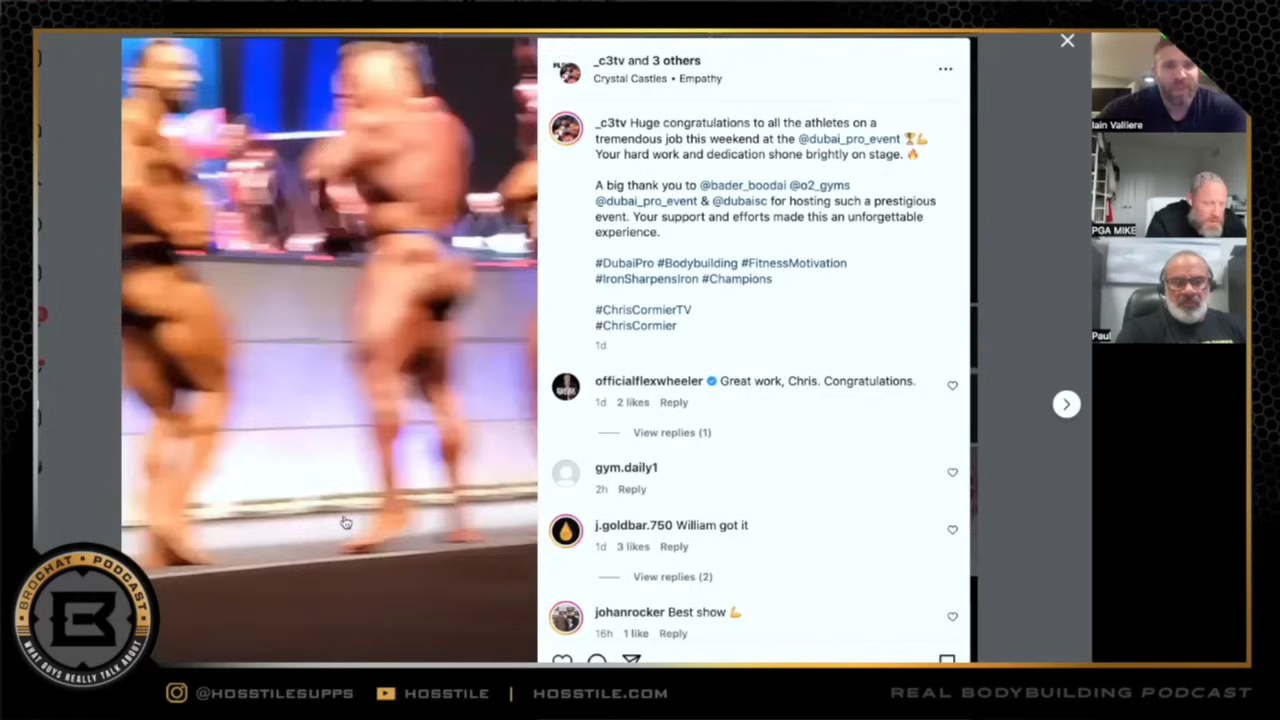 _c3tv and 3 others
Crystal Castles • Empathy
_c3tv Huge congratulations to all the athletes on a
tremendous job this weekend at the @dubai_pro_event 🏆💪
Your hard work and dedication shone brightly on stage. 🔥
A big thank you to @bader_boodai @o2_gyms
@dubai_pro_event & @dubaisc for hosting such a prestigious
event. Your support and efforts made this an unforgettable
experience.
#DubaiPro #Bodybuilding #FitnessMotivation
#IronSharpensIron #Champions
#ChrisCormierTV
#ChrisCormier
1d
officialflexwheeler Great work, Chris. Congratulations.
1d 2 likes Reply
View replies (1)
gym.daily1
2h Reply
j.goldbar.750 William got it
1d 3 likes Reply
View replies (2)
johanrocker Best show 💪
16h 1 like Reply
Iain Valliere
PGA MIKE
Paul
BROCHAT • PODCAST
B
WHAT GUYS REALLY TALK ABOUT
@HOSSTILESUPPS HOSSTILE | HOSSTILE.COM
REAL BODYBUILDING PODCAST